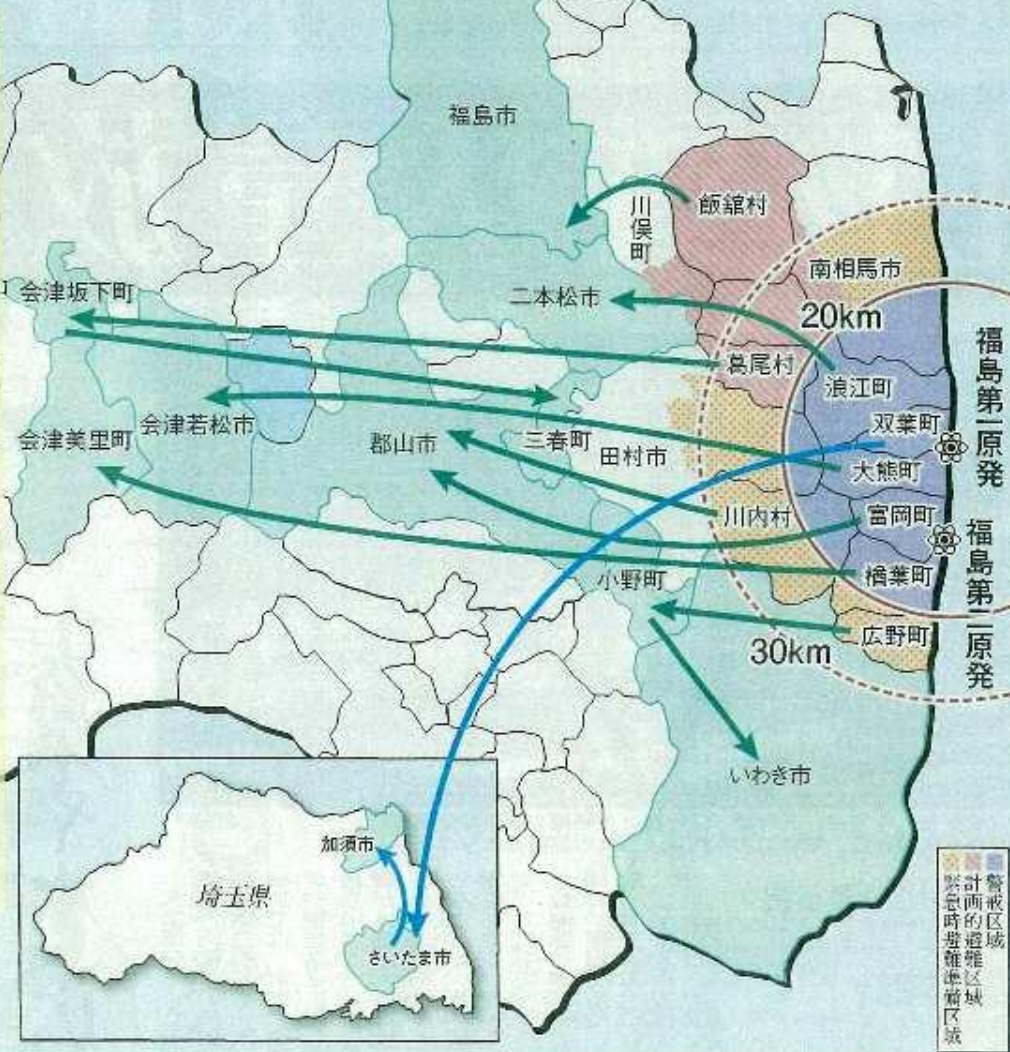 福島市
飯舘村
川俣町
南相馬市
会津坂下町
二本松市
20km
葛尾村
浪江町
福島第一原発
双葉町
会津若松市
会津美里町
郡山市
三春町
田村市
大熊町
川内村
富岡町
福島第二原発
楢葉町
小野町
広野町
30km
いわき市
加須市
埼玉県
さいたま市
警戒区域
計画的避難区域
緊急時避難準備区域